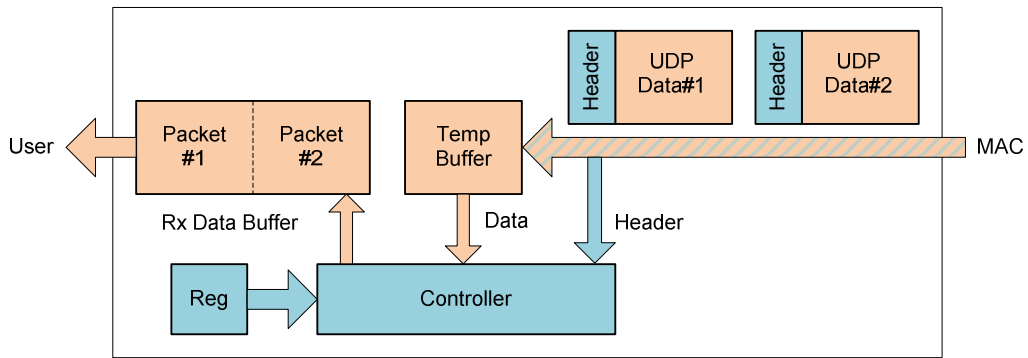 Header
UDP
Data#1
Header
UDP
Data#2
User
Packet
#1
Packet
#2
Temp
Buffer
MAC
Rx Data Buffer
Data
Header
Reg
Controller